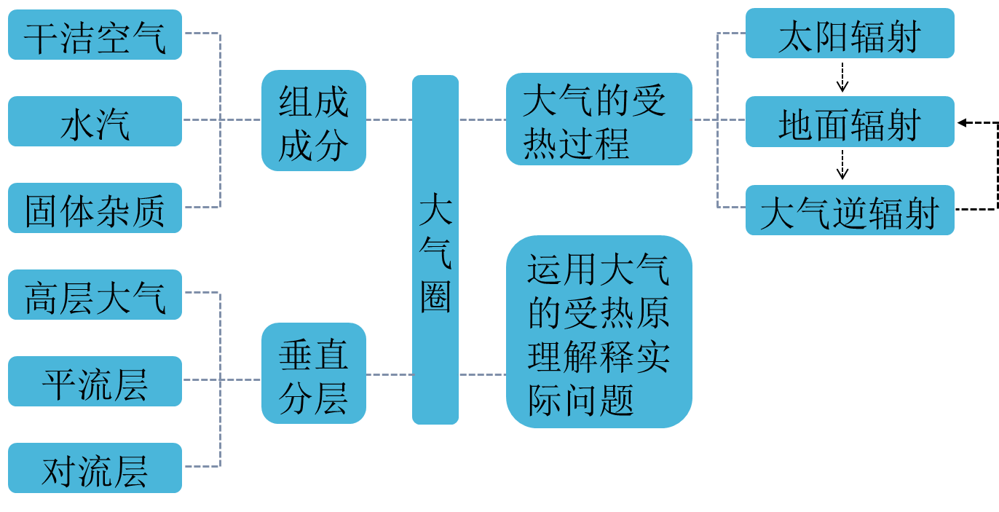 干洁空气
水汽
固体杂质
高层大气
平流层
对流层
组成
成分
垂直
分层
大
气
圈
大气的受
热过程
运用大气
的受热原
理解释实
际问题
太阳辐射
地面辐射
大气逆辐射